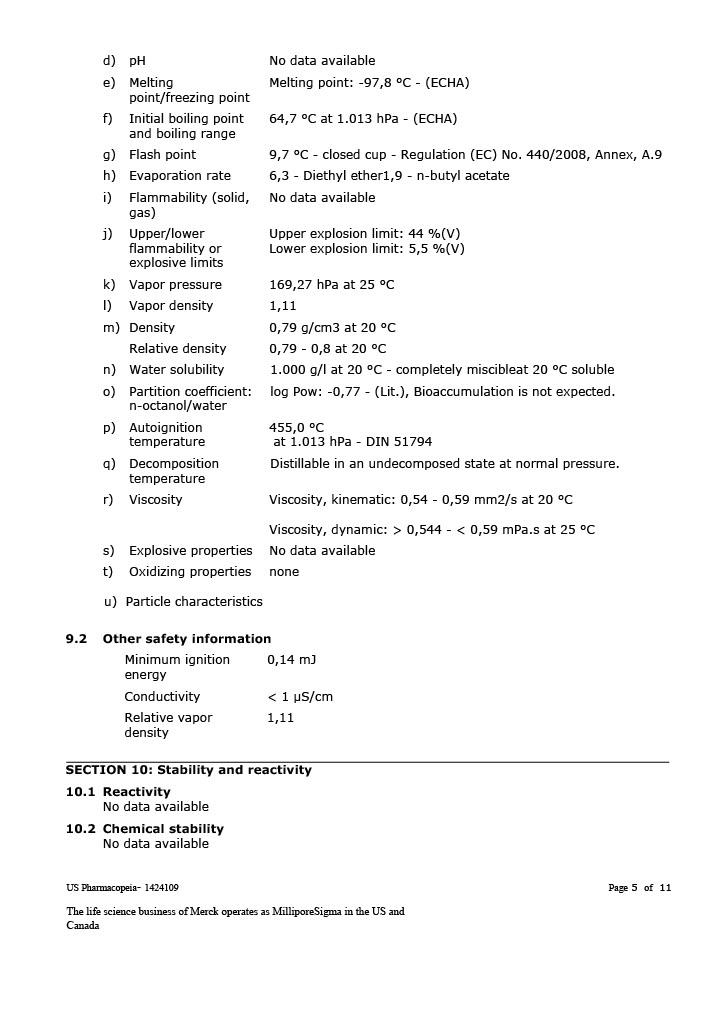 d) pH No data available
e) Melting Melting point: -97,8 ºC - (ECHA)
point/freezing point
f) Initial boiling point 64,7 ºC at 1.013 hPa - (ECHA)
and boiling range
g) Flash point 9,7 ºC - closed cup - Regulation (EC) No. 440/2008, Annex, A.9
h) Evaporation rate 6,3 - Diethyl ether1,9 - n-butyl acetate
i) Flammability (solid, No data available
gas)
j) Upper/lower Upper explosion limit: 44 %(V)
flammability or Lower explosion limit: 5,5 %(V)
explosive limits
k) Vapor pressure 169,27 hPa at 25 ºC
l) Vapor density 1,11
m) Density 0,79 g/cm3 at 20 ºC
Relative density 0,79 - 0,8 at 20 ºC
n) Water solubility 1.000 g/l at 20 ºC - completely miscibleat 20 ºC soluble
o) Partition coefficient: log Pow: -0,77 - (Lit.), Bioaccumulation is not expected.
n-octanol/water
p) Autoignition 455,0 ºC
temperature at 1.013 hPa - DIN 51794
q) Decomposition Distillable in an undecomposed state at normal pressure.
temperature
r) Viscosity Viscosity, kinematic: 0,54 - 0,59 mm2/s at 20 ºC
Viscosity, dynamic: > 0,544 - < 0,59 mPa.s at 25 ºC
s) Explosive properties No data available
t) Oxidizing properties none
u) Particle characteristics
9.2 Other safety information
Minimum ignition 0,14 mJ
energy
Conductivity < 1 µS/cm
Relative vapor 1,11
density
SECTION 10: Stability and reactivity
10.1 Reactivity
No data available
10.2 Chemical stability
No data available
US Pharmacopeia- 1424109 Page 5 of 11
The life science business of Merck operates as MilliporeSigma in the US and
Canada